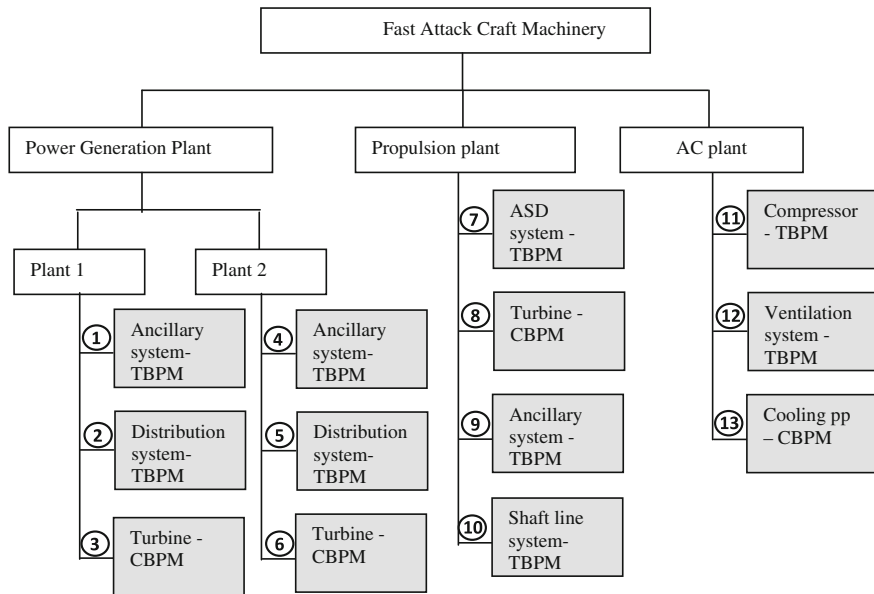 Fast Attack Craft Machinery
Power Generation Plant
Propulsion plant
AC plant
Plant 1
Plant 2
1
Ancillary
system-
TBPM
2
Distribution
system-
TBPM
3
Turbine -
CBPM
4
Ancillary
system-
TBPM
5
Distribution
system-
TBPM
6
Turbine -
CBPM
7
ASD
system -
TBPM
8
Turbine -
CBPM
9
Ancillary
system -
TBPM
10
Shaft line
system-
TBPM
11
Compressor
- TBPM
12
Ventilation
system -
TBPM
13
Cooling pp
– CBPM